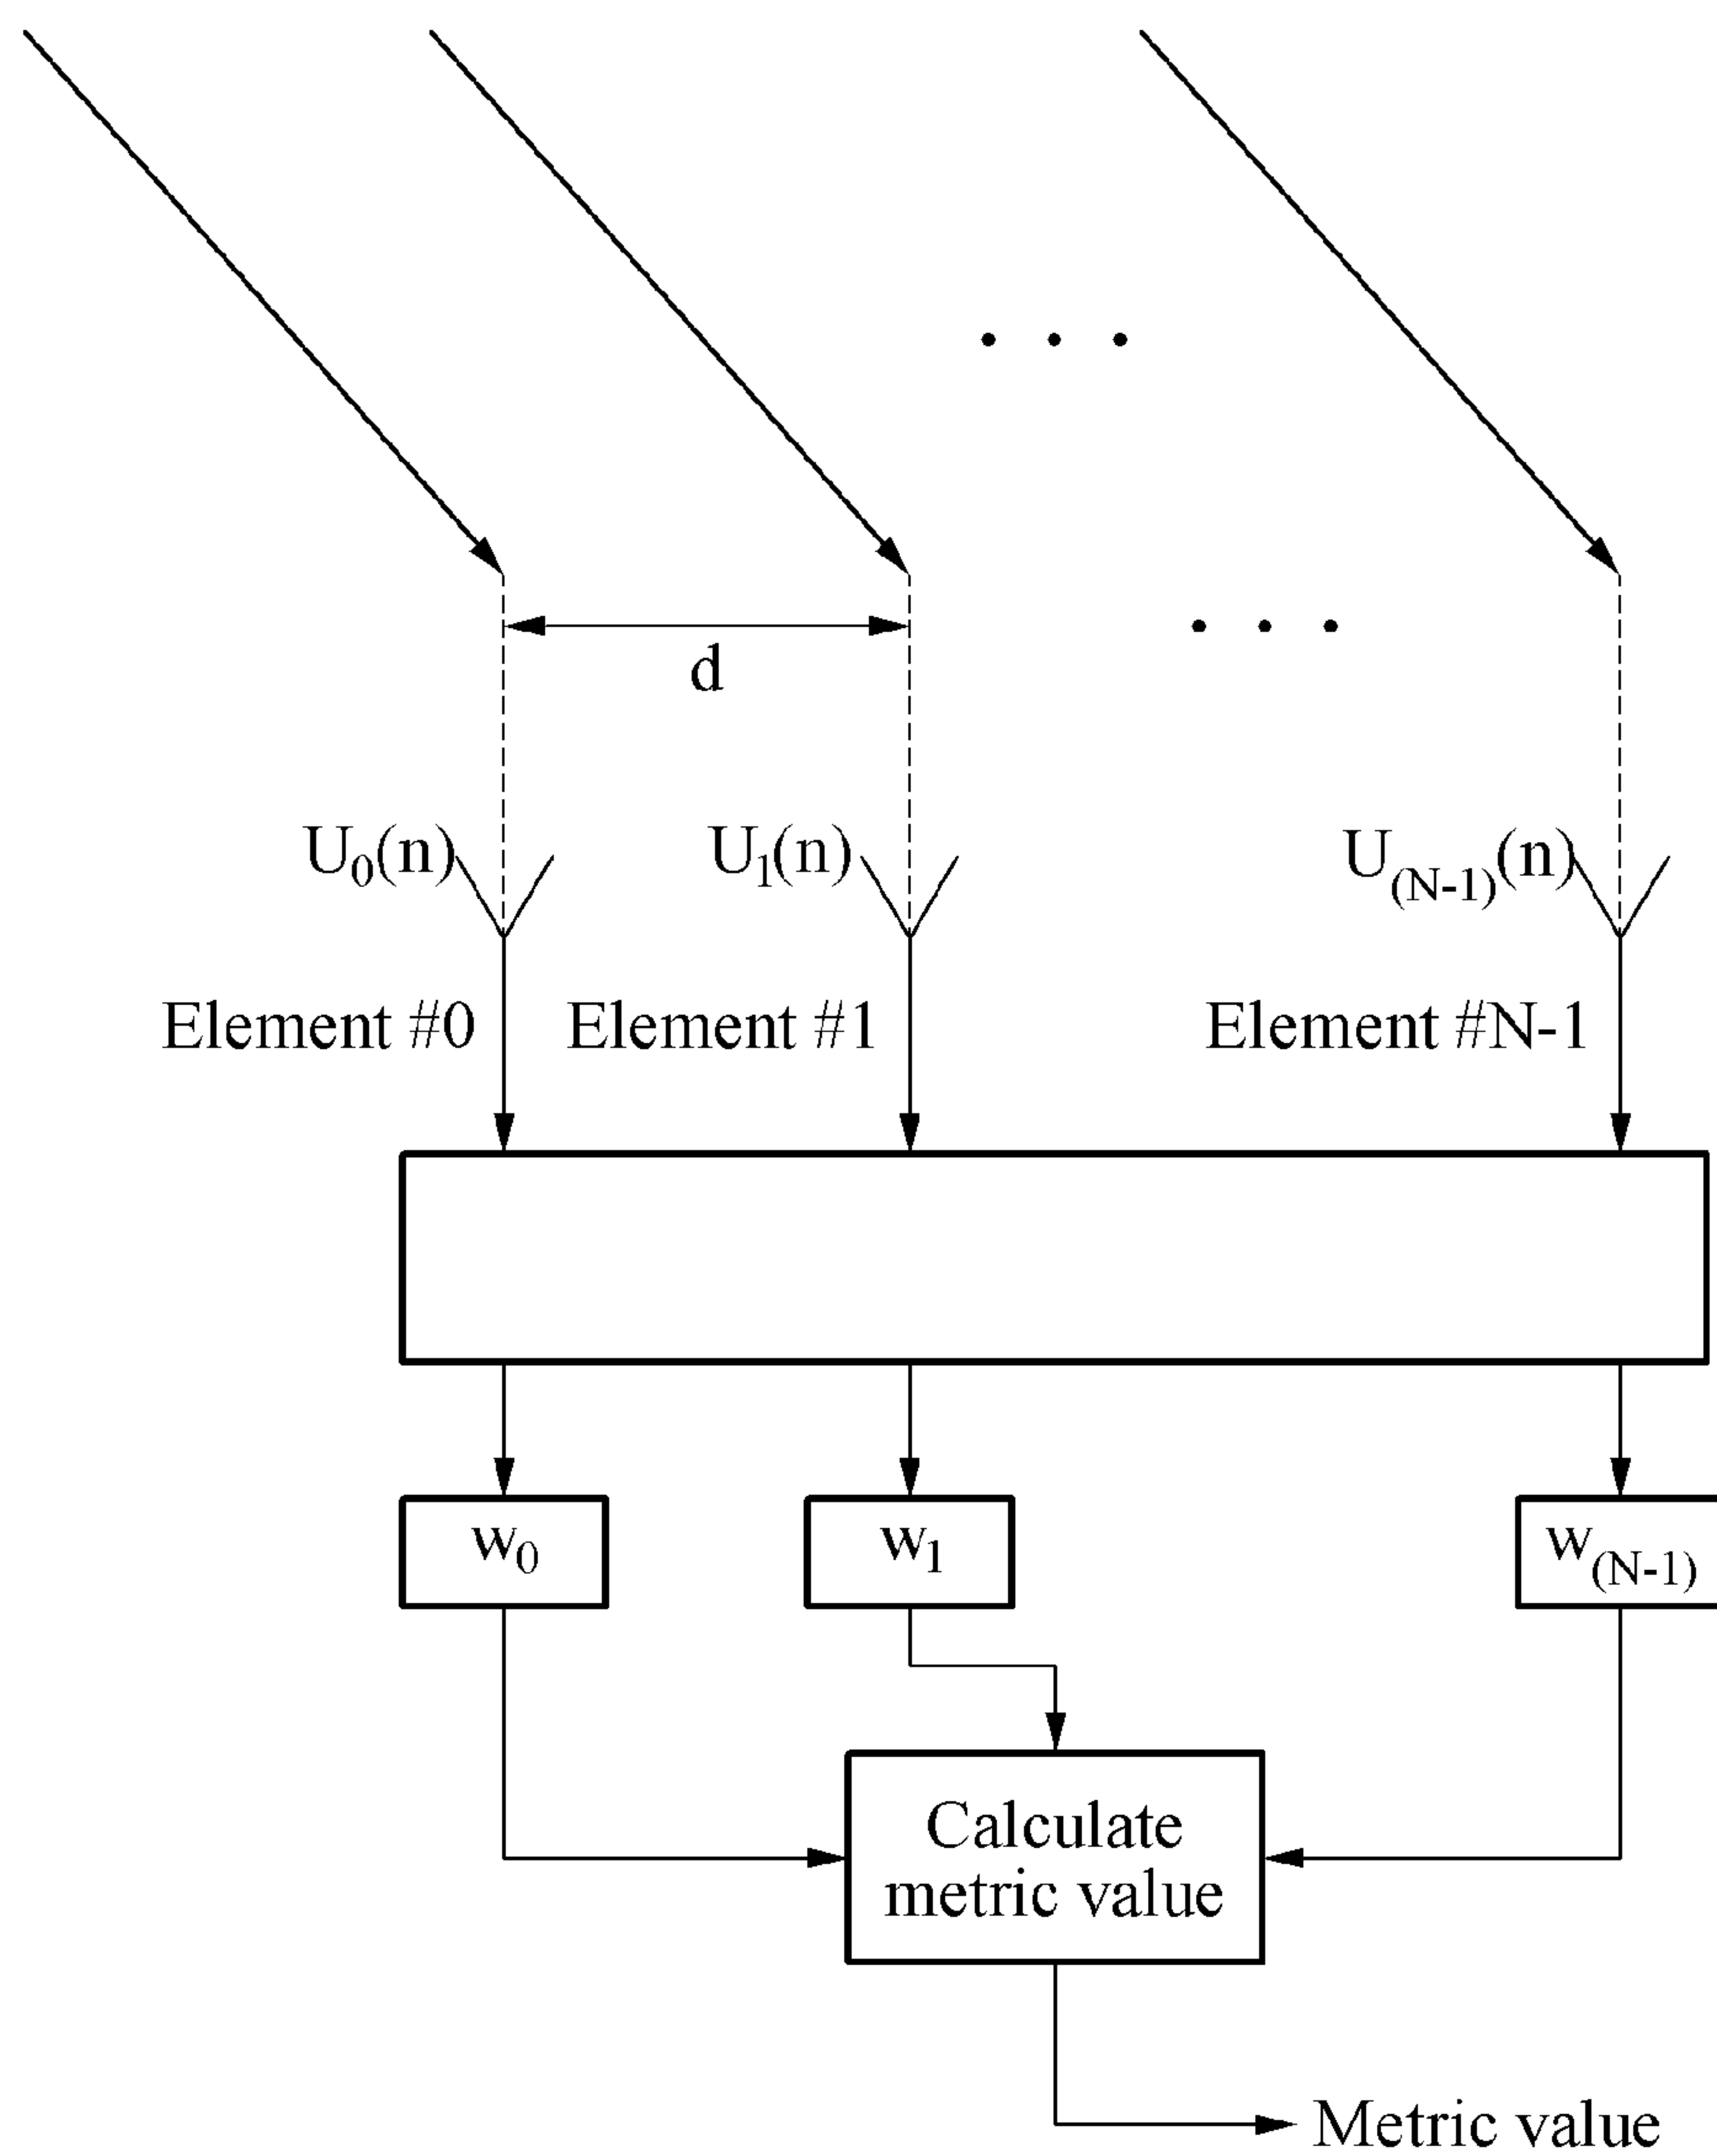 d
U₀(n) U₁(n) U₍N-1₎(n)
Element #0 Element #1 Element #N-1
w₀ w₁ w₍N-1₎
Calculate
metric value
Metric value